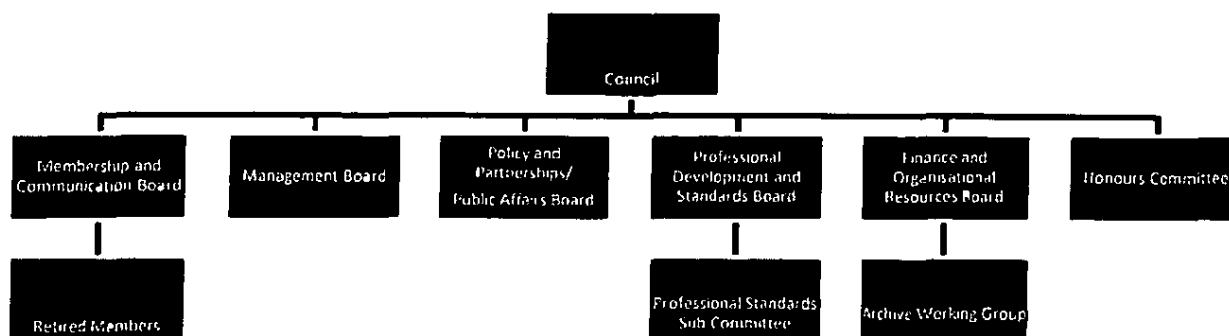 Council
Membership and
Communication Board
Management Board
Policy and
Partnerships/
Public Affairs Board
Professional
Development and
Standards Board
Finance and
Organisational
Resources Board
Honours Committee
Retired Members
Professional Standards
Sub Committee
Archive Working Group